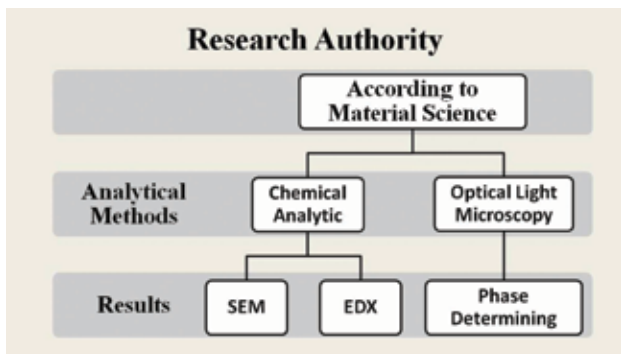 Research Authority
According to
Material Science
Analytical
Methods
Chemical
Analytic
Optical Light
Microscopy
Results
SEM
EDX
Phase
Determining